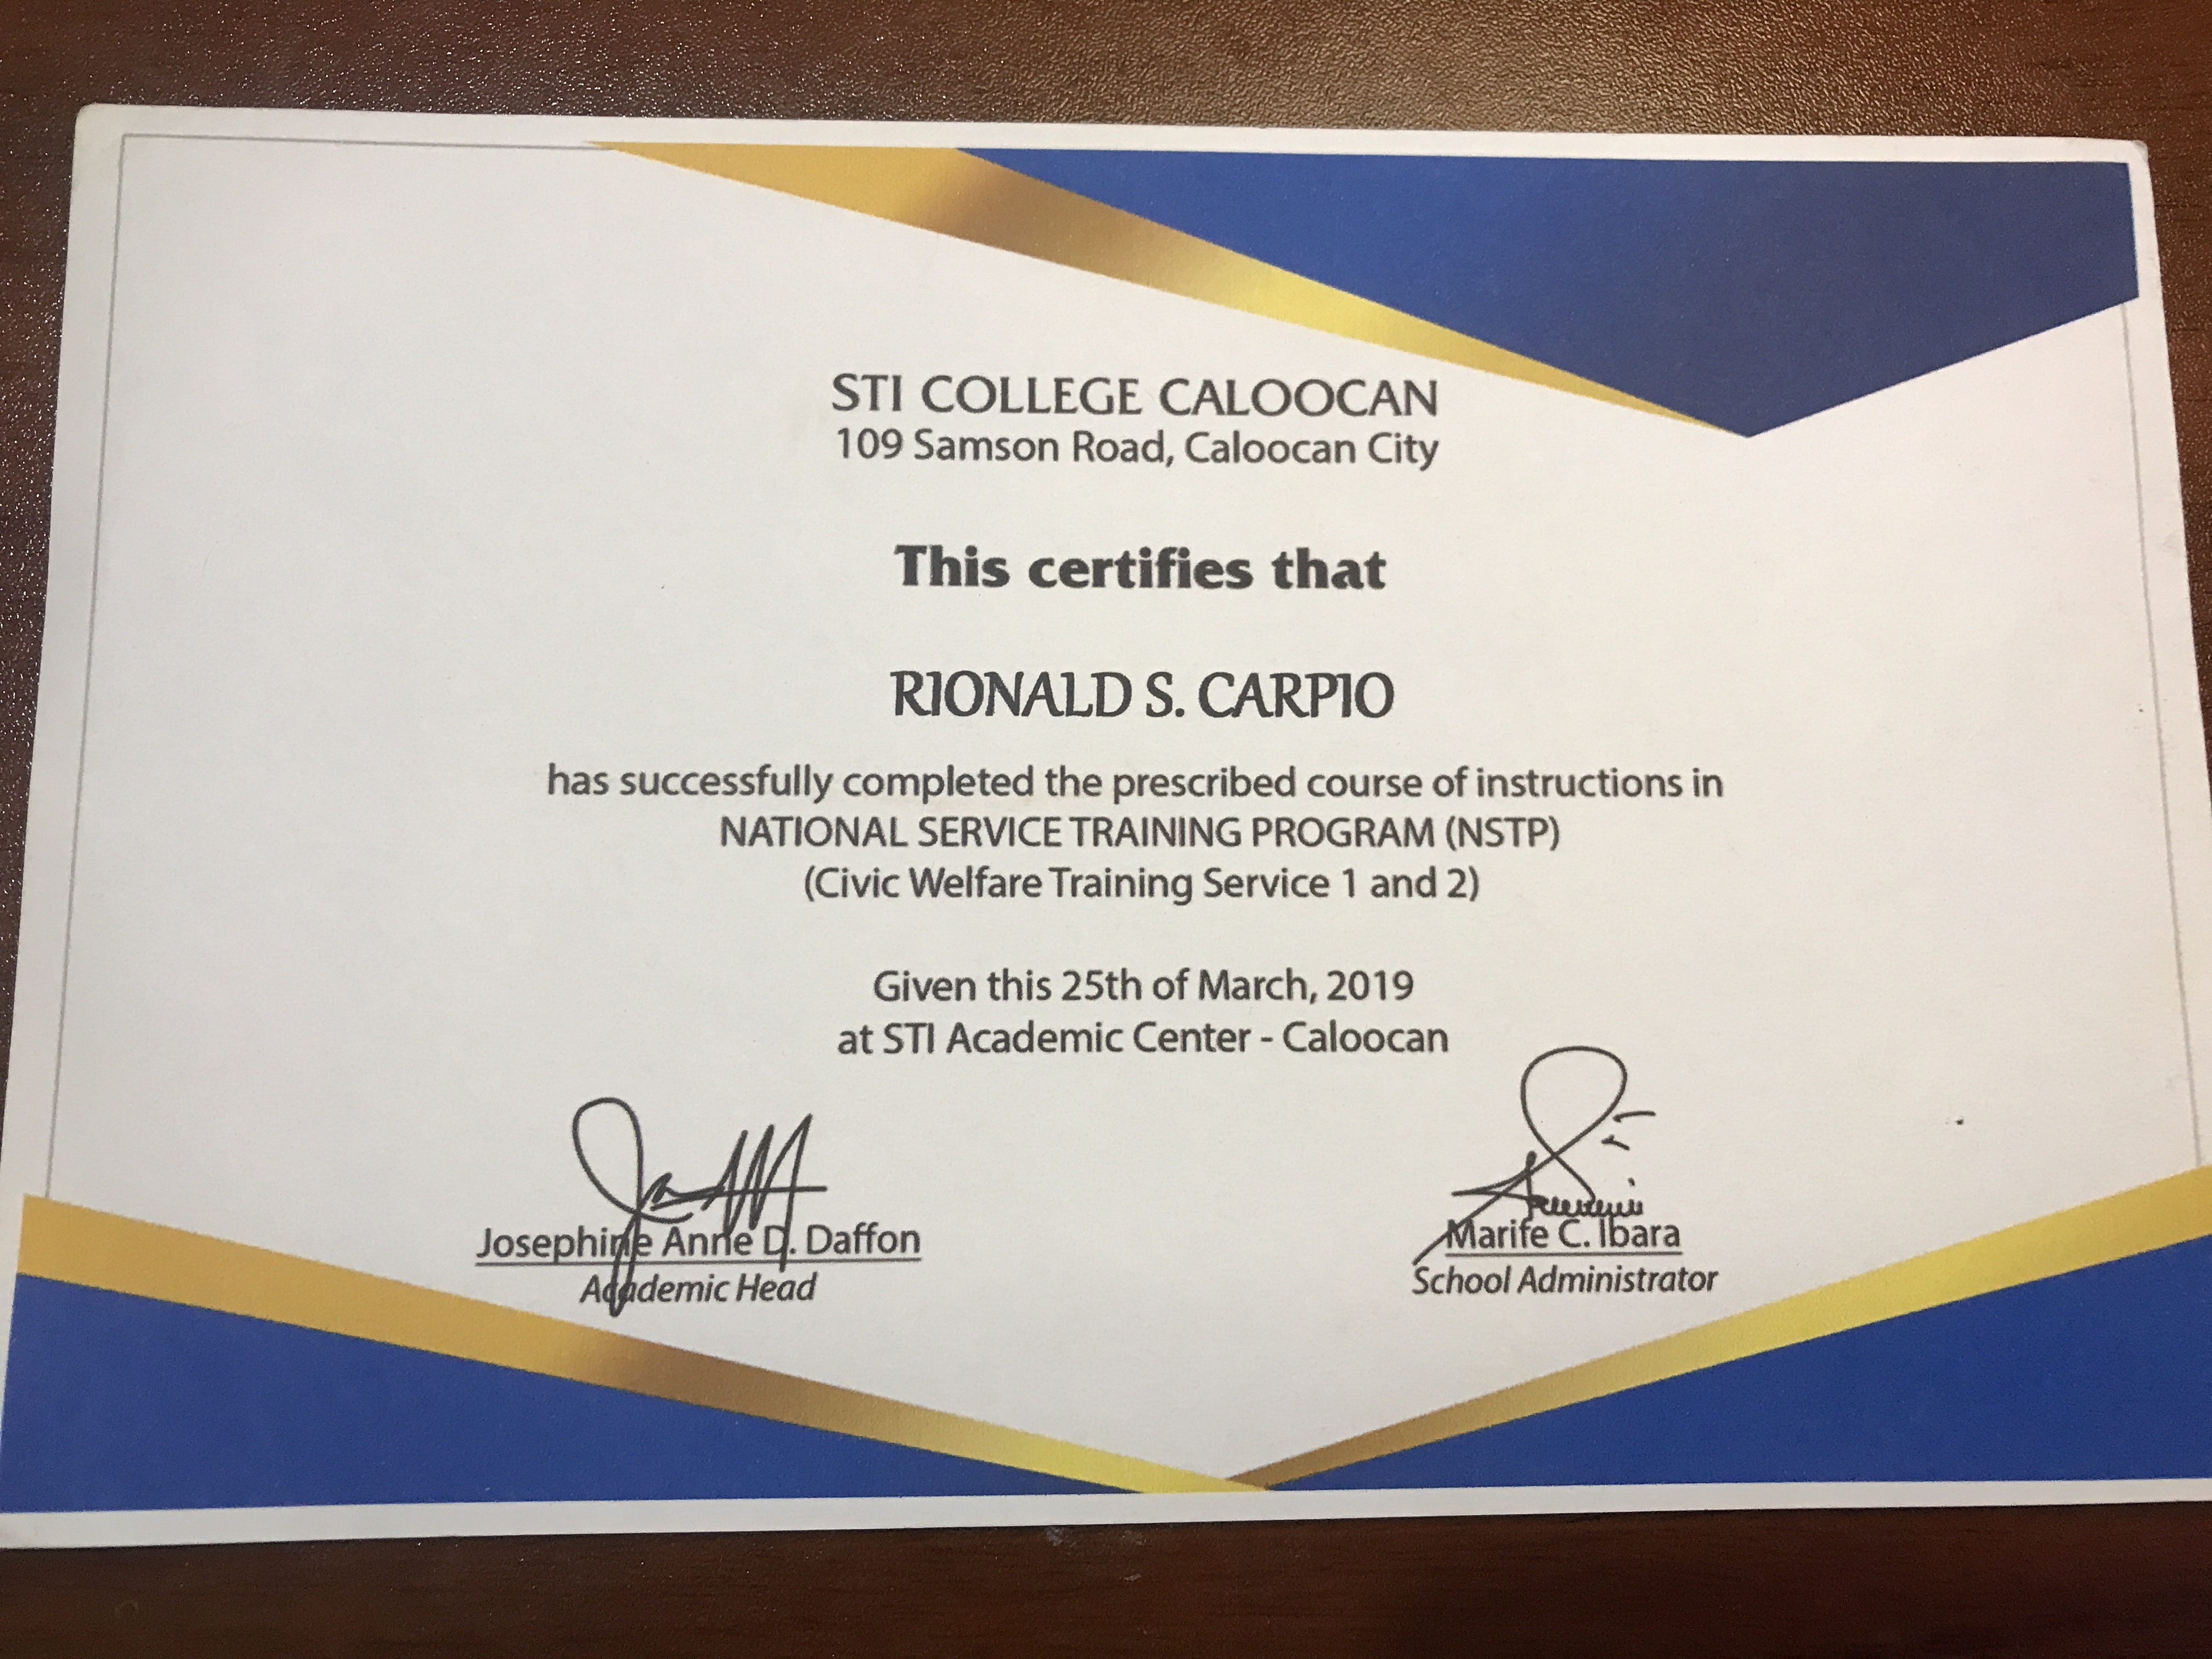 STI COLLEGE CALOOCAN
109 Samson Road, Caloocan City
This certifies that
RIONALD S. CARPIO
has successfully completed the prescribed course of instructions in
NATIONAL SERVICE TRAINING PROGRAM (NSTP)
(Civic Welfare Training Service 1 and 2)
Given this 25th of March, 2019
at STI Academic Center - Caloocan
Josephine Anne D. Daffon
Academic Head
Marife C. Ibara
School Administrator